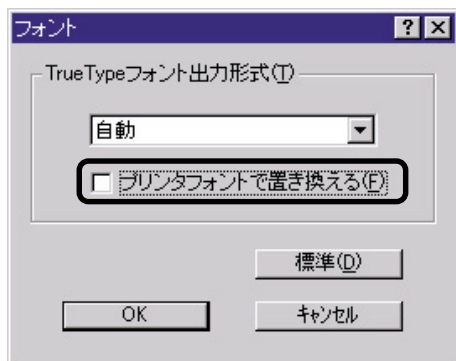 フォント
TrueTypeフォント出力形式(T)
自動
プリンタフォントで置き換える(F)
標準(D)
OK キャンセル